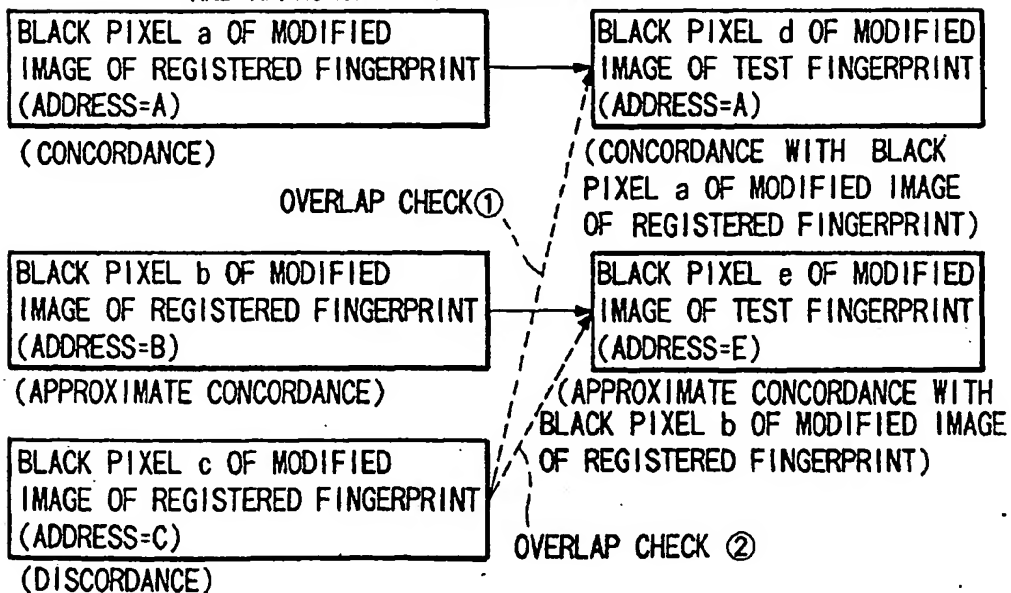 BLACK PIXEL a OF MODIFIED
IMAGE OF REGISTERED FINGERPRINT
(ADDRESS=A)
(CONCORDANCE)
BLACK PIXEL d OF MODIFIED
IMAGE OF TEST FINGERPRINT
(ADDRESS=A)
(CONCORDANCE WITH BLACK
PIXEL a OF MODIFIED IMAGE
OF REGISTERED FINGERPRINT)
OVERLAP CHECK①
BLACK PIXEL b OF MODIFIED
IMAGE OF REGISTERED FINGERPRINT
(ADDRESS=B)
(APPROXIMATE CONCORDANCE)
BLACK PIXEL e OF MODIFIED
IMAGE OF TEST FINGERPRINT
(ADDRESS=E)
(APPROXIMATE CONCORDANCE WITH
BLACK PIXEL b OF MODIFIED IMAGE
OF REGISTERED FINGERPRINT)
BLACK PIXEL c OF MODIFIED
IMAGE OF REGISTERED FINGERPRINT
(ADDRESS=C)
(DISCORDANCE)
OVERLAP CHECK ②